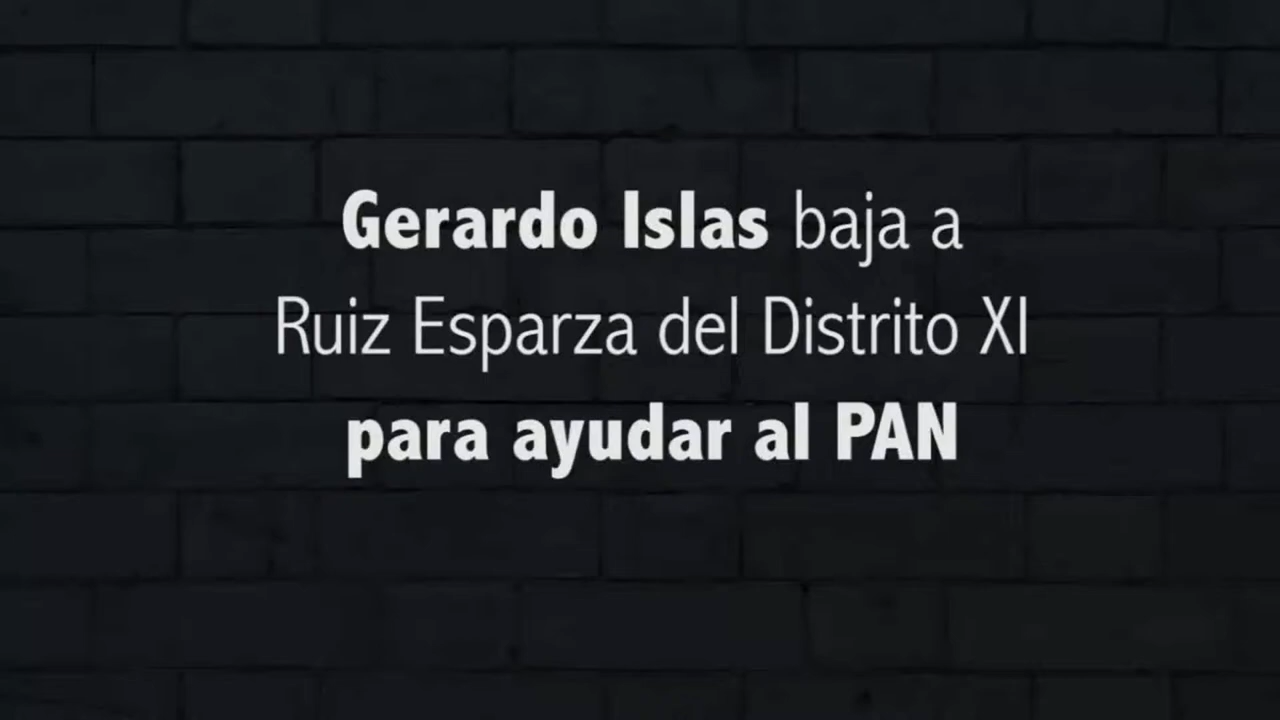 Gerardo Islas baja a
Ruiz Esparza del Distrito XI
para ayudar al PAN